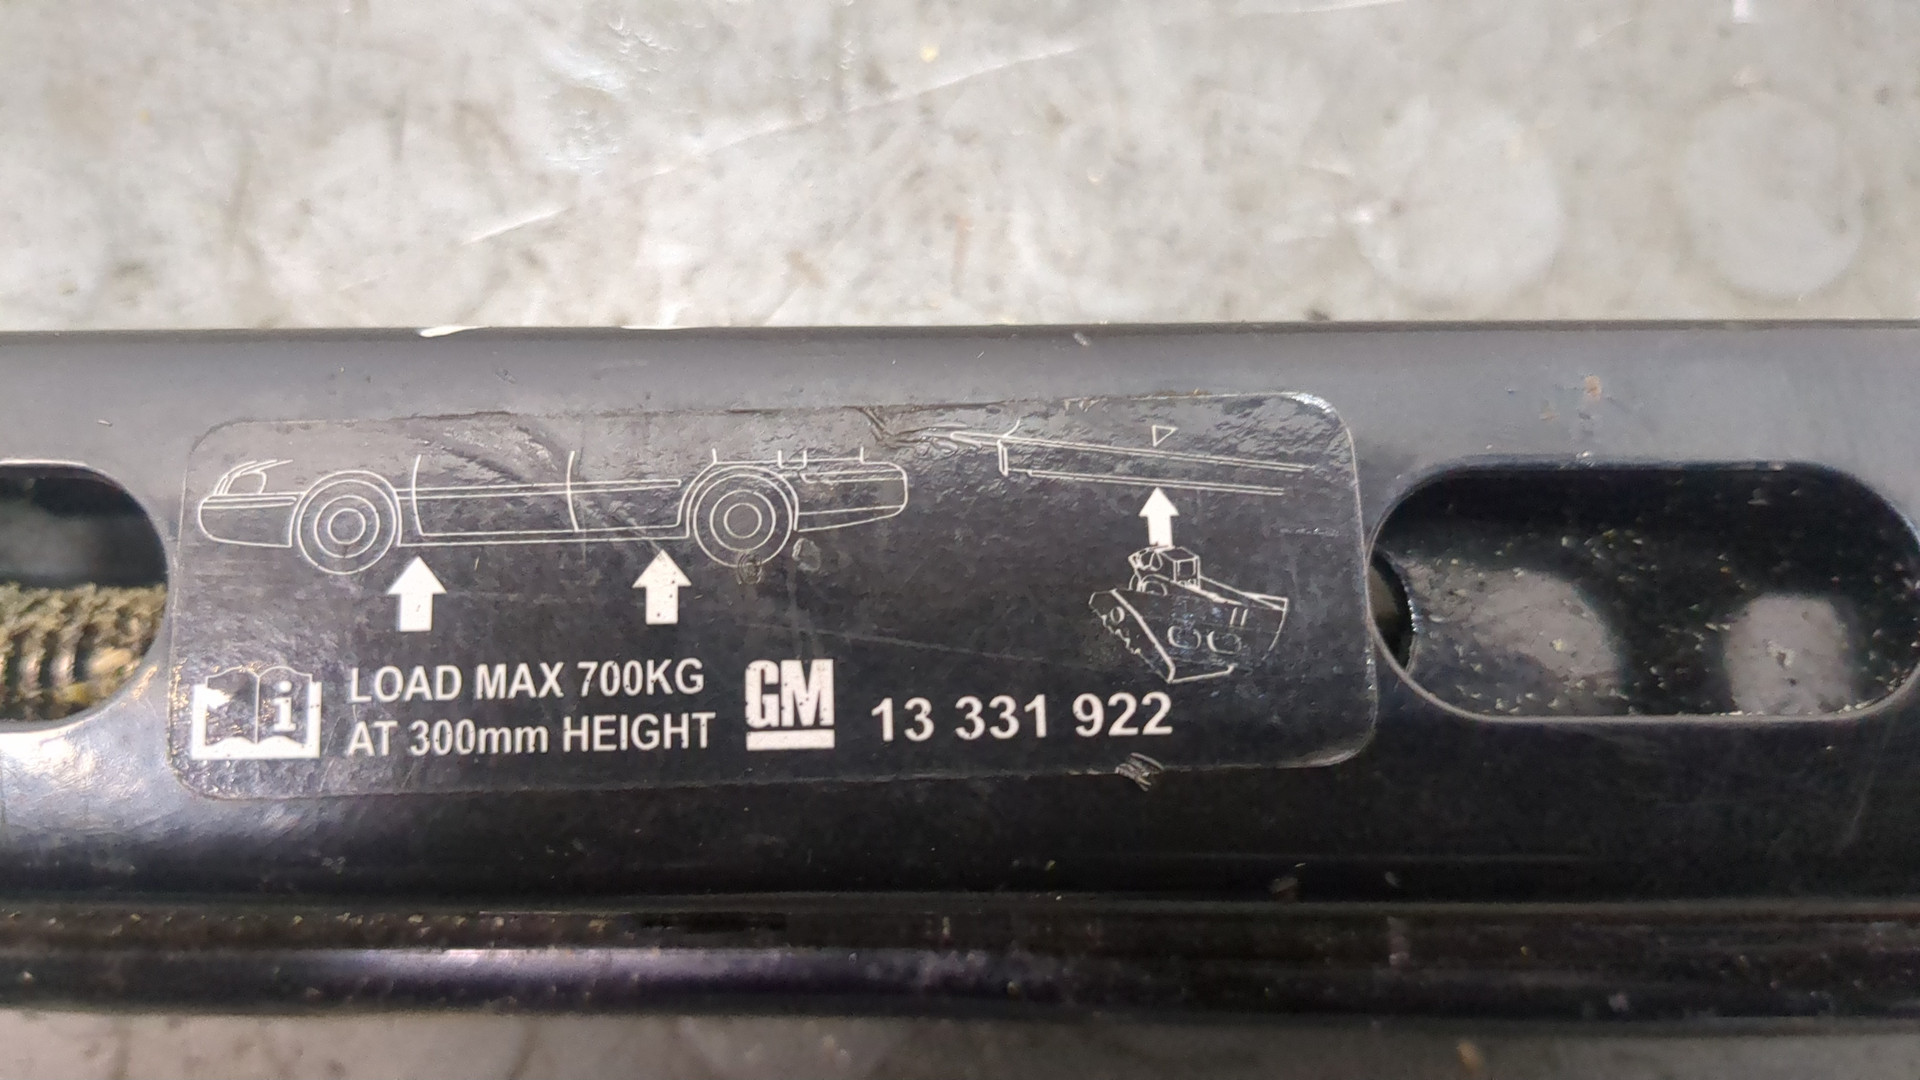 LOAD MAX 700KG
AT 300mm HEIGHT
GM
13 331 922
i